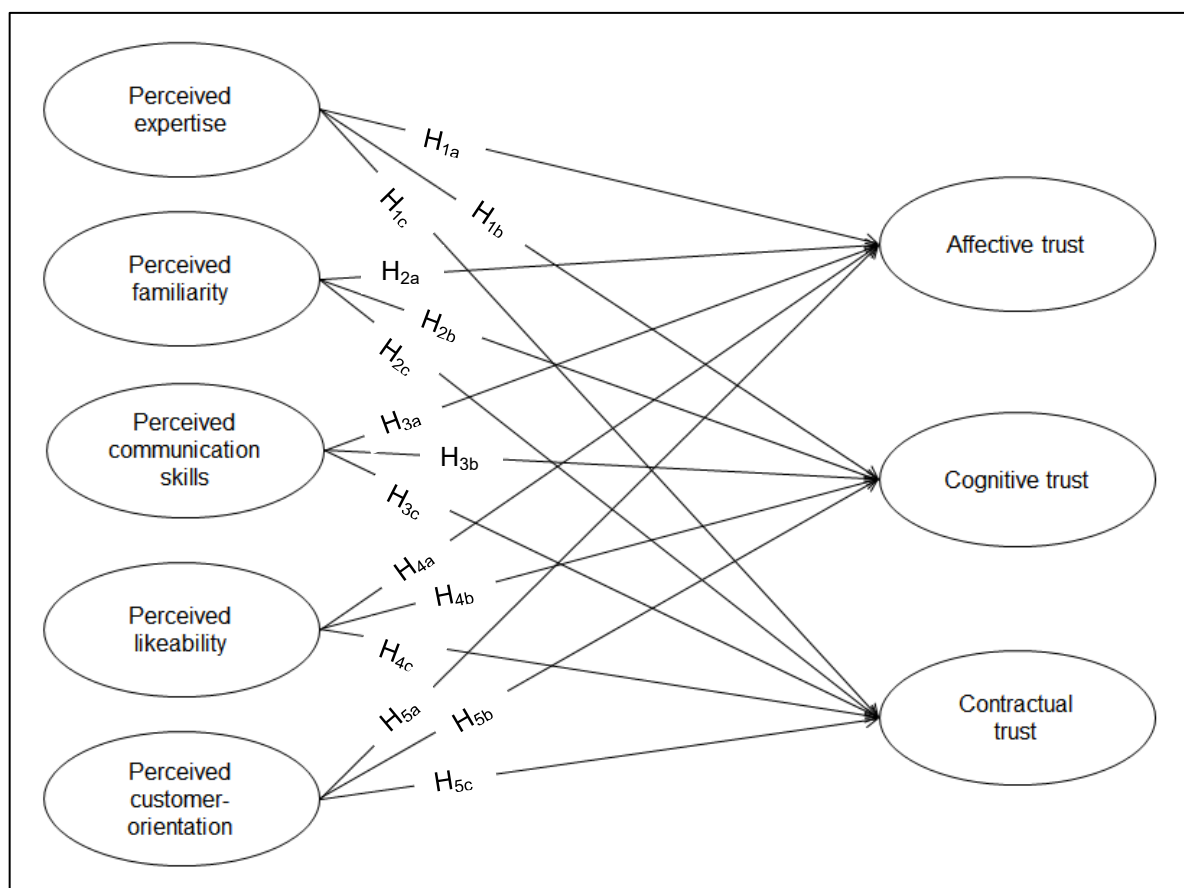 Perceived
expertise
H1a
H1b
H1c
Perceived
familiarity
H2a
H2b
H2c
Perceived
communication
skills
H3a
H3b
H3c
Perceived
likeability
H4a
H4b
H4c
Perceived
customer-
orientation
H5a
H5b
H5c
Affective trust
Cognitive trust
Contractual
trust